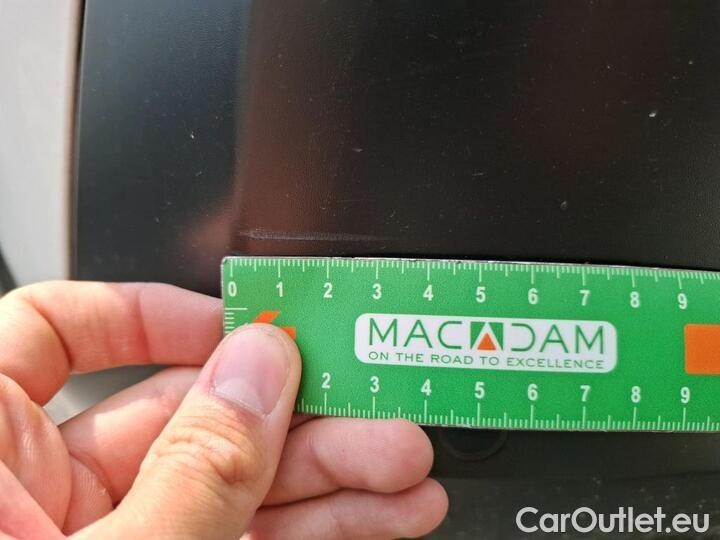 0 1 2 3 4 5 6 7 8 9
MACADAM
ON THE ROAD TO EXCELLENCE
2 3 4 5 6 7 8 9
CarOutlet.eu